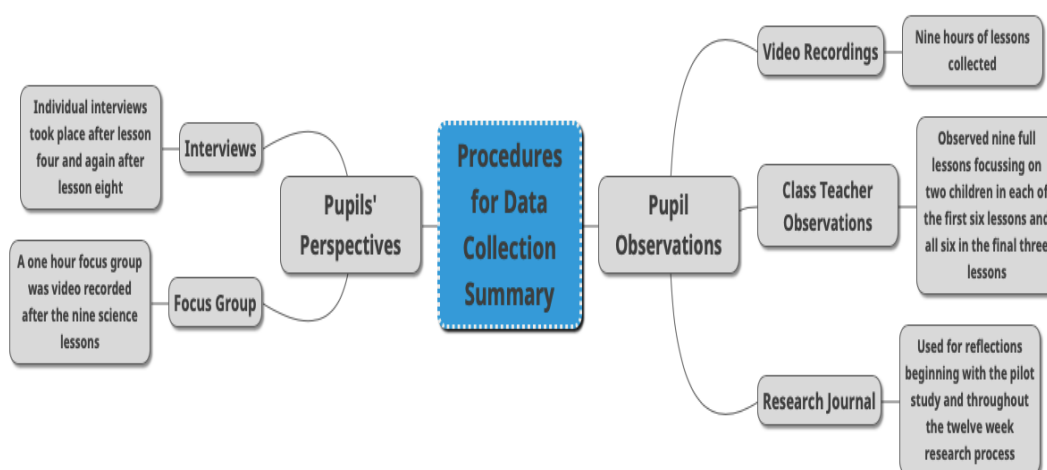 Procedures
for Data
Collection
Summary
Pupils'
Perspectives
Interviews
Individual interviews
took place after lesson
four and again after
lesson eight
Focus Group
A one hour focus group
was video recorded
after the nine science
lessons
Pupil
Observations
Video Recordings
Nine hours of lessons
collected
Class Teacher
Observations
Observed nine full
lessons focussing on
two children in each of
the first six lessons and
all six in the final three
lessons
Research Journal
Used for reflections
beginning with the pilot
study and throughout
the twelve week
research process